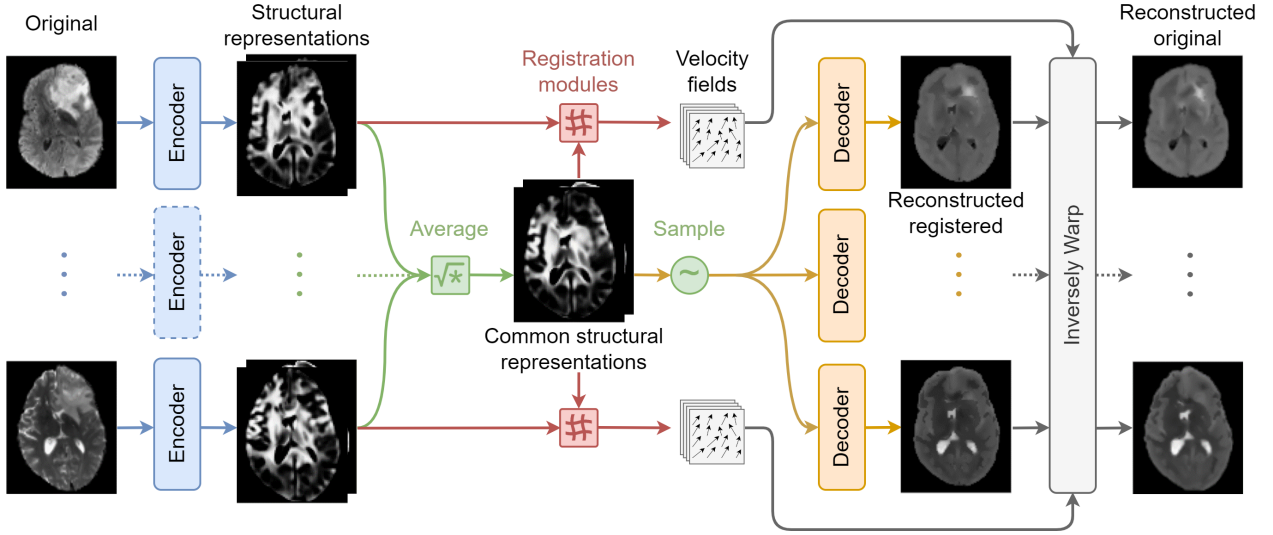 Original
Structural
representations
Registration
modules
Velocity
fields
Reconstructed
original
Encoder
Decoder
Reconstructed
registered
Encoder
Average
√*
Sample
~
Decoder
Inversely Warp
Common structural
representations
Encoder
Decoder